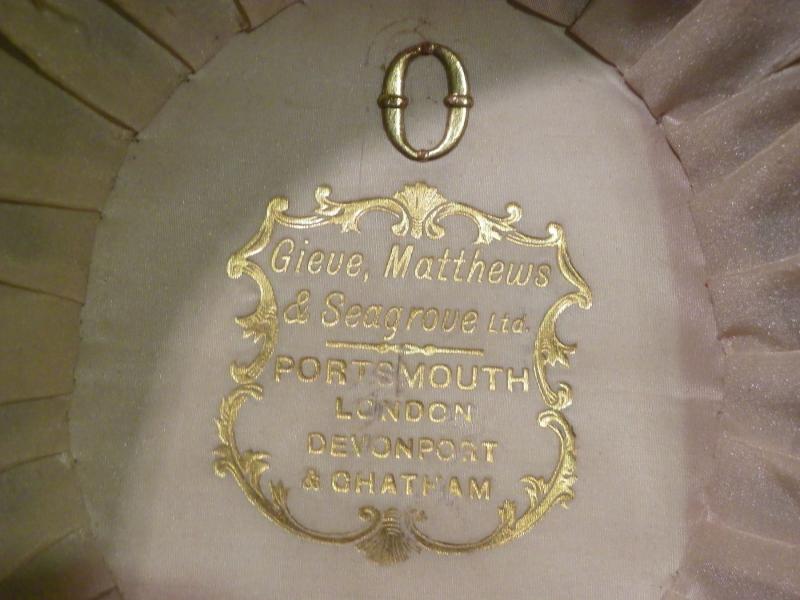 O
Gieve, Matthews
& Seagrove Ltd.
PORTSMOUTH
LONDON
DEVONPORT
& CHATHAM